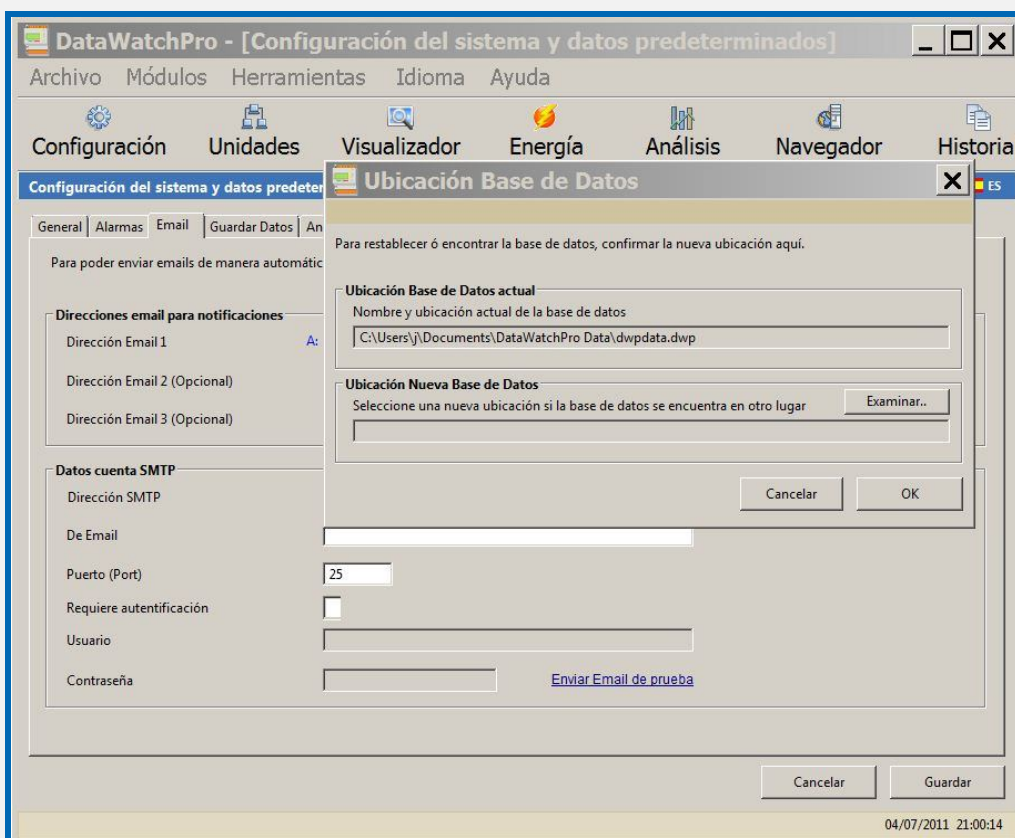 DataWatchPro - [Configuración del sistema y datos predeterminados]
Archivo Módulos Herramientas Idioma Ayuda
Configuración Unidades Visualizador Energía Análisis Navegador Historia
Configuración del sistema y datos predeter
ES
General Alarmas Email Guardar Datos An
Para poder enviar emails de manera automátic
Direcciones email para notificaciones
Dirección Email 1 A:
Dirección Email 2 (Opcional)
Dirección Email 3 (Opcional)
Datos cuenta SMTP
Dirección SMTP
De Email
Puerto (Port) 25
Requiere autentificación
Usuario
Contraseña Enviar Email de prueba
Cancelar Guardar
04/07/2011 21:00:14
Ubicación Base de Datos
Para restablecer ó encontrar la base de datos, confirmar la nueva ubicación aquí.
Ubicación Base de Datos actual
Nombre y ubicación actual de la base de datos
C:\Users\j\Documents\DataWatchPro Data\dwpdata.dwp
Ubicación Nueva Base de Datos
Seleccione una nueva ubicación si la base de datos se encuentra en otro lugar Examinar..
Cancelar OK